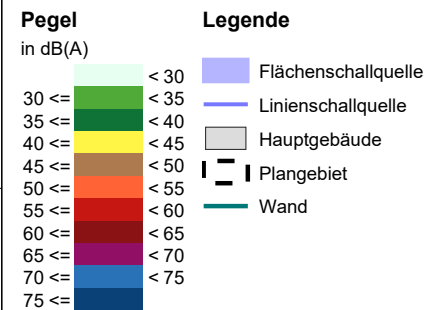 Pegel
in dB(A)
< 30
30 <= < 35
35 <= < 40
40 <= < 45
45 <= < 50
50 <= < 55
55 <= < 60
60 <= < 65
65 <= < 70
70 <= < 75
75 <=
Legende
Flächenschallquelle
Linienschallquelle
Hauptgebäude
Plangebiet
Wand